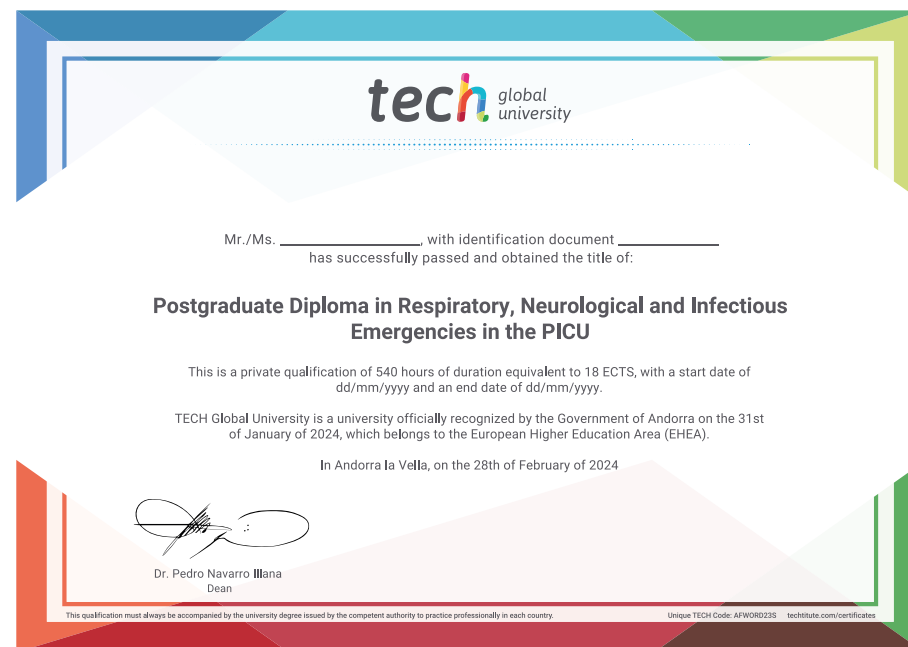 tech global university
Mr./Ms. ____________, with identification document ____________
has successfully passed and obtained the title of:
Postgraduate Diploma in Respiratory, Neurological and Infectious
Emergencies in the PICU
This is a private qualification of 540 hours of duration equivalent to 18 ECTS, with a start date of
dd/mm/yyyy and an end date of dd/mm/yyyy.
TECH Global University is a university officially recognized by the Government of Andorra on the 31st
of January of 2024, which belongs to the European Higher Education Area (EHEA).
In Andorra la Vella, on the 28th of February of 2024
Dr. Pedro Navarro Illana
Dean
This qualification must always be accompanied by the university degree issued by the competent authority to practice professionally in each country.
Unique TECH Code: AFWORD23S techtitute.com/certificates